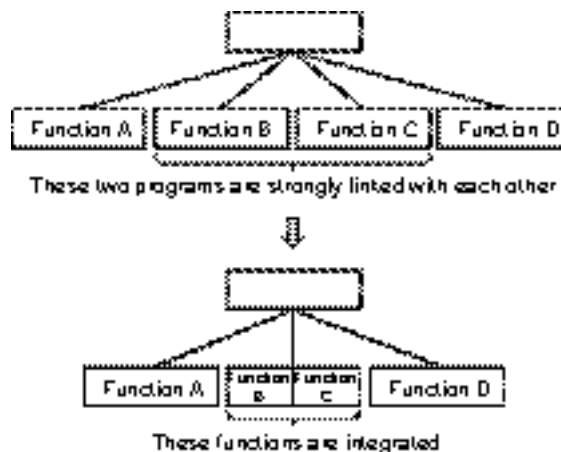 Function A Function B Function C Function D
These two programs are strongly linked with each other
Function A Function B Function C Function D
These functions are integrated